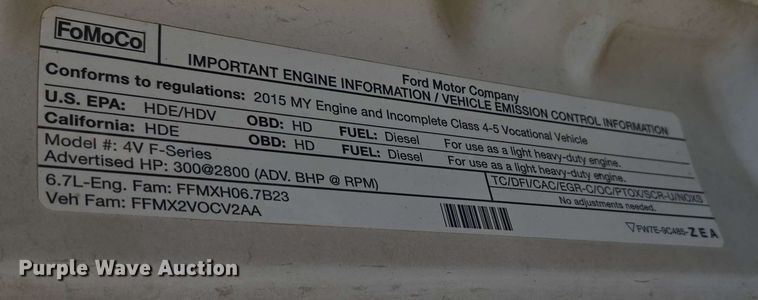 FoMoCo
Ford Motor Company
IMPORTANT ENGINE INFORMATION / VEHICLE EMISSION CONTROL INFORMATION
Conforms to regulations: 2015 MY Engine and Incomplete Class 4-5 Vocational Vehicle
U.S. EPA: HDE/HDV OBD: HD FUEL: Diesel For use as a light heavy-duty engine.
California: HDE OBD: HD FUEL: Diesel For use as a light heavy-duty engine.
Model #: 4V F-Series
Advertised HP: 300@2800 (ADV. BHP @ RPM)
TC/DFI/CAC/EGR-C/OC/PTOX/SCR-U/NOXS
6.7L-Eng. Fam: FFMXH06.7B23
No adjustments needed.
Veh Fam: FFMX2VOCV2AA
▽FW7E-9C485-ZEA
Purple Wave Auction